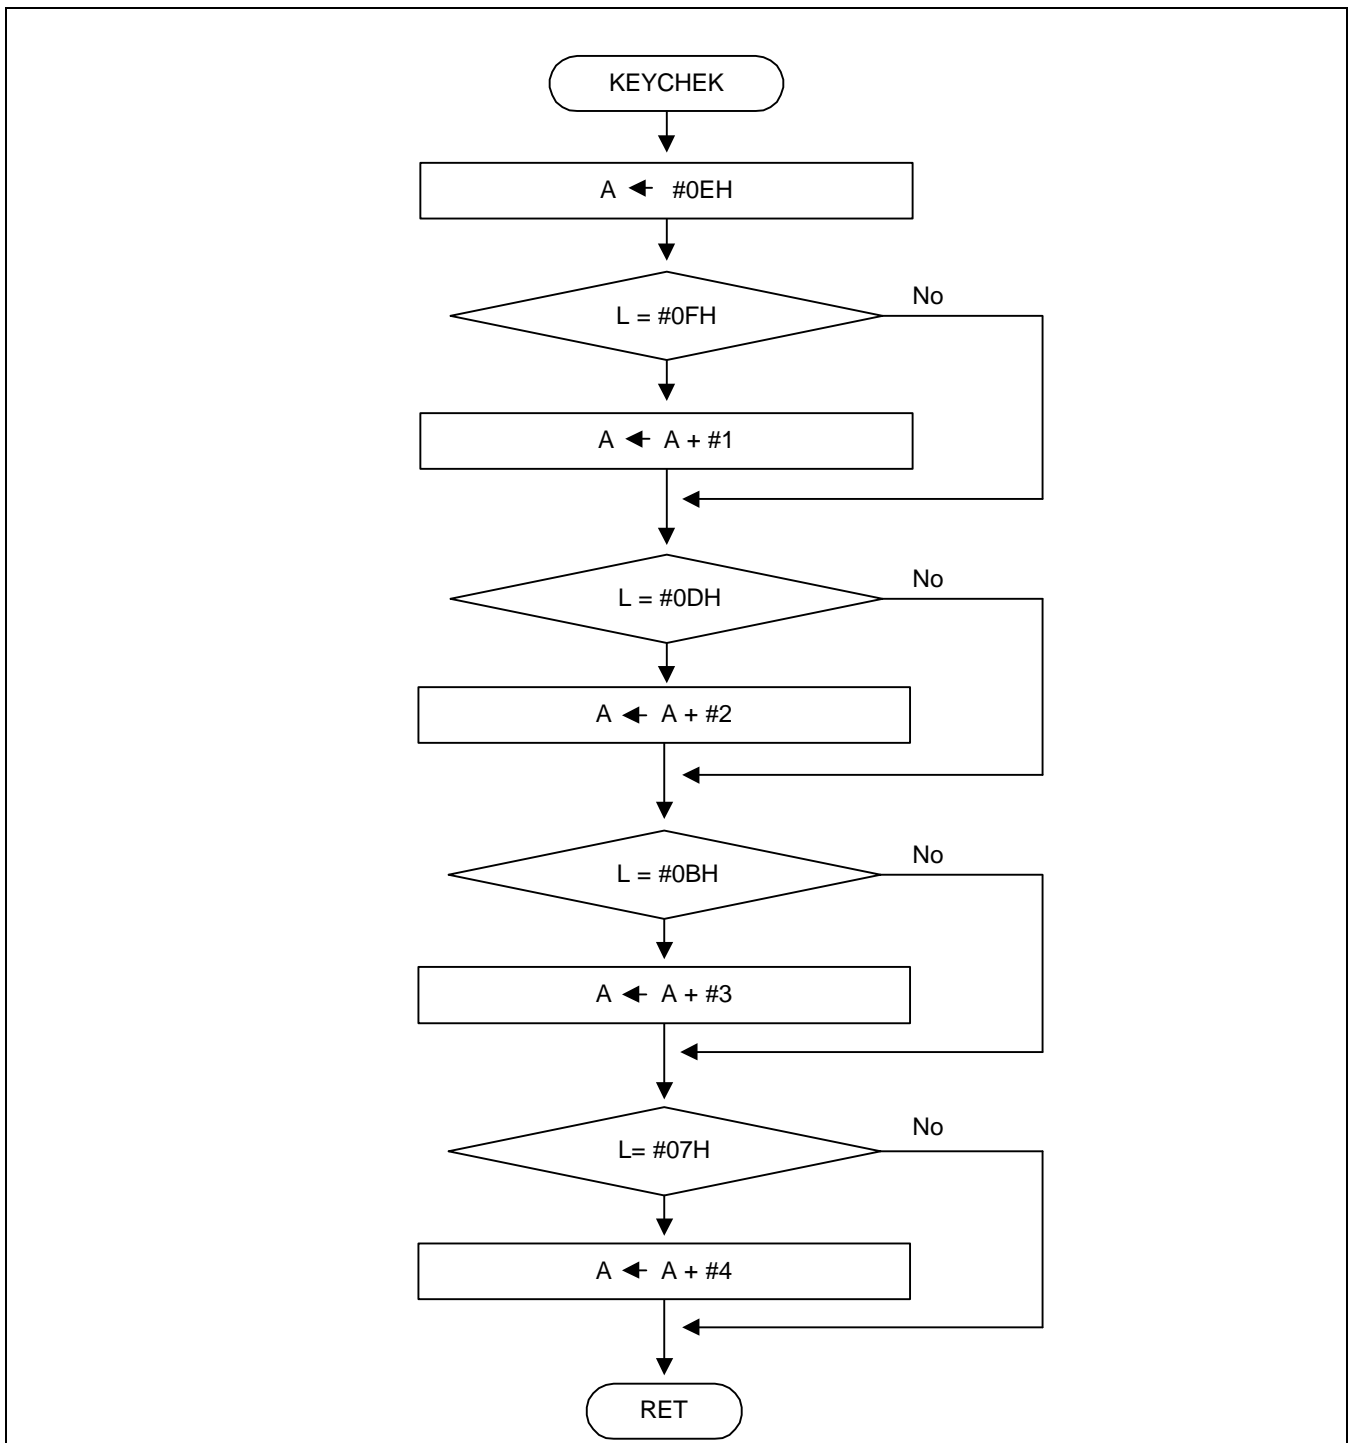 KEYCHEK
A ← #0EH
L = #0FH
No
A ← A + #1
L = #0DH
No
A ← A + #2
L = #0BH
No
A ← A + #3
L= #07H
No
A ← A + #4
RET